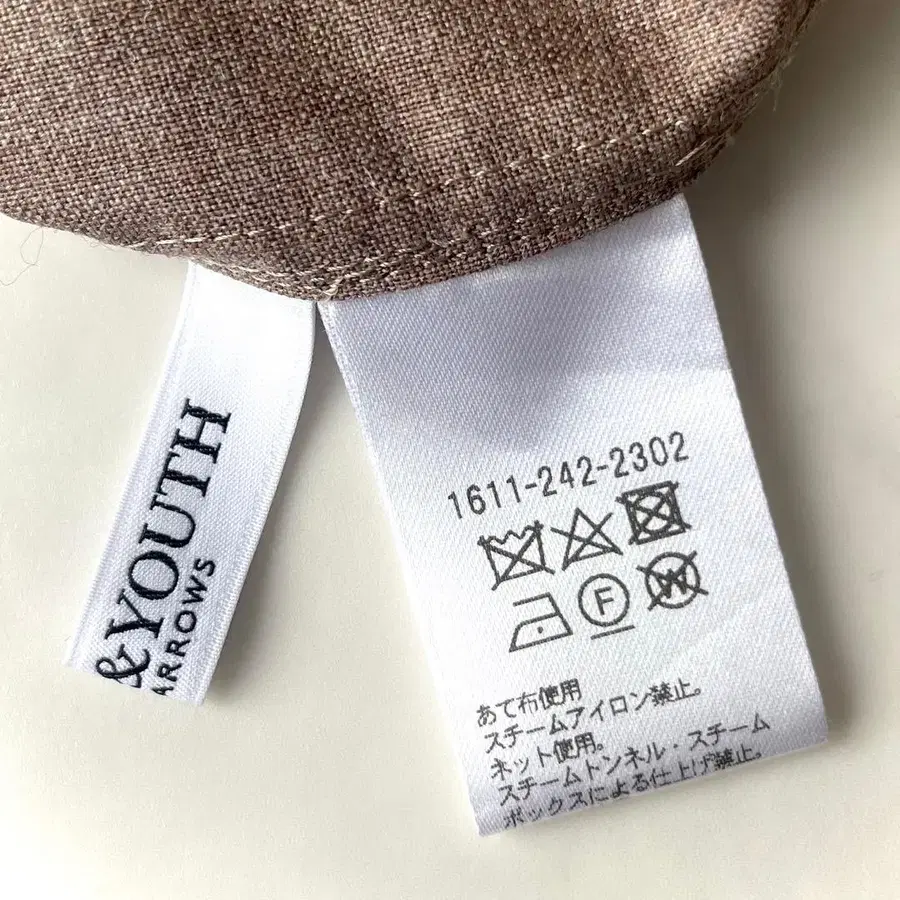 &YOUTH
ARROWS
1611-242-2302
F
W
あて布使用
スチームアイロン禁止。
ネット使用。
スチームトンネル・スチーム
ボックスによる仕上げ禁止。